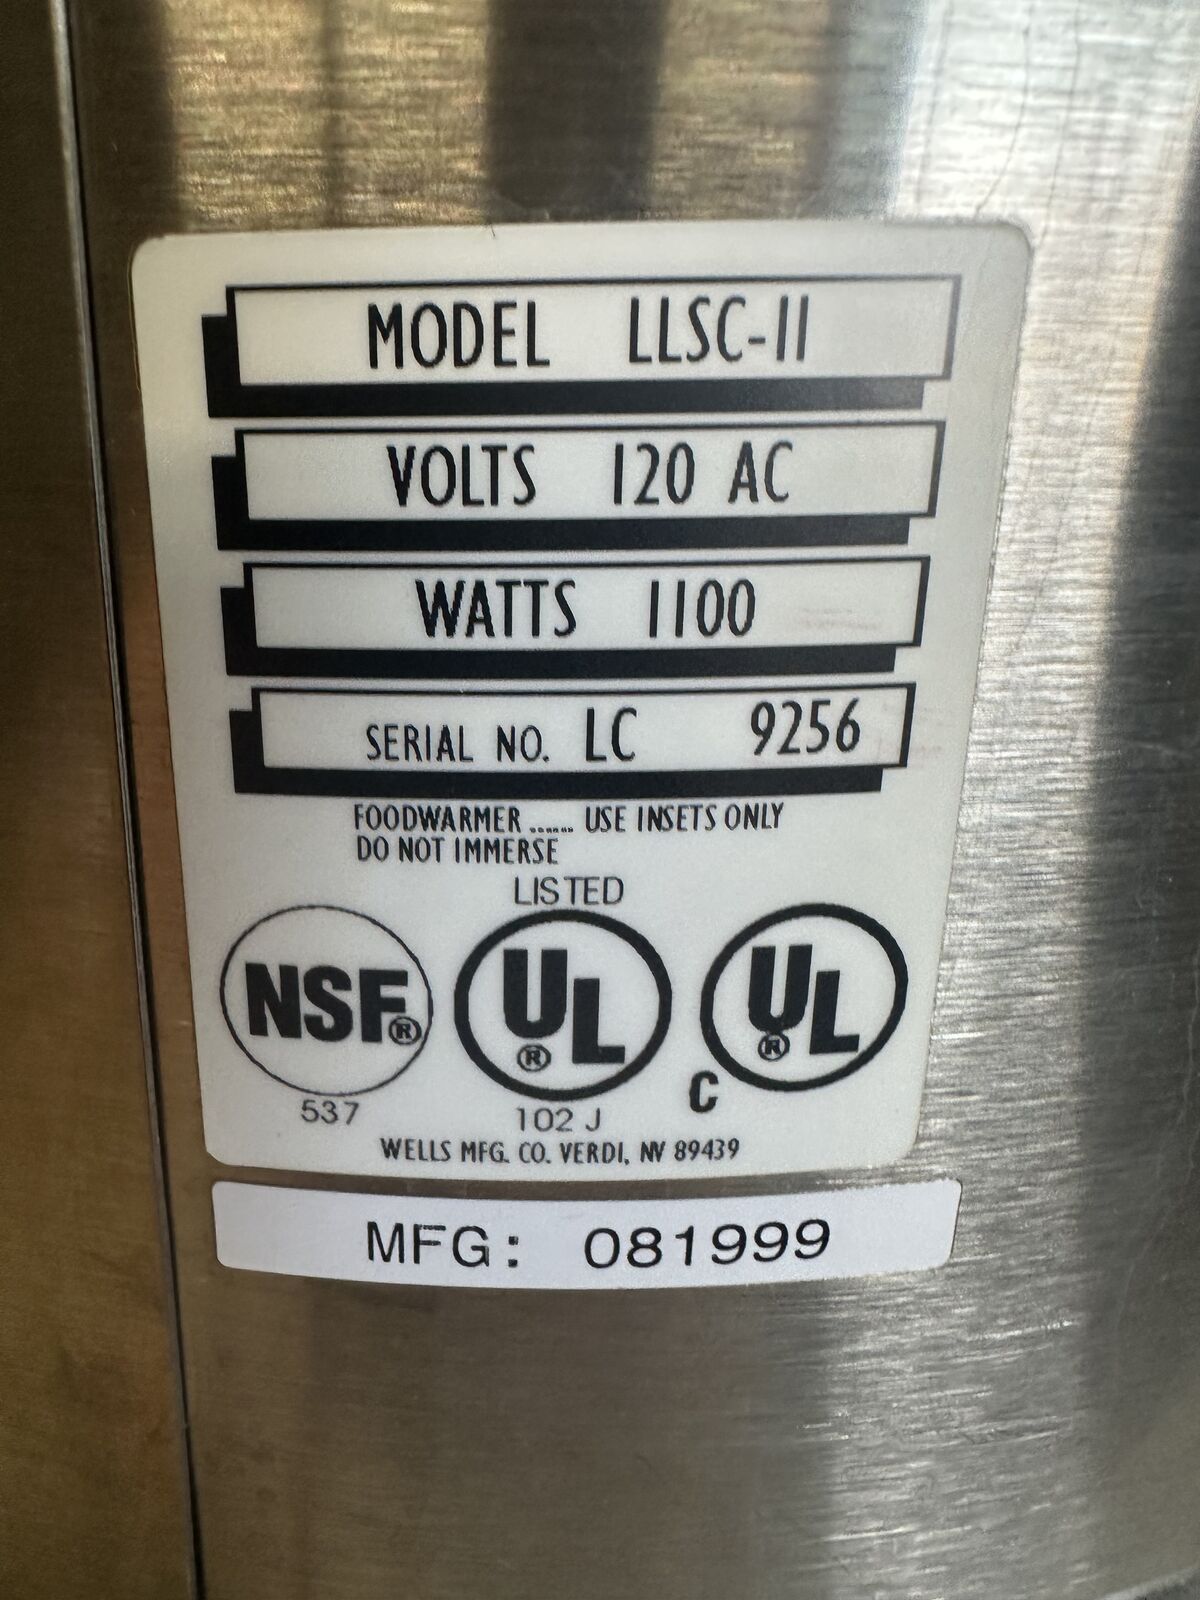 MODEL LLSC-11
VOLTS 120 AC
WATTS 1100
SERIAL NO. LC 9256
FOODWARMER ....... USE INSETS ONLY
DO NOT IMMERSE
LISTED
NSF® UL® UL®
C
537 102 J
WELLS MFG. CO. VERDI, NV 89439
MFG: 081999